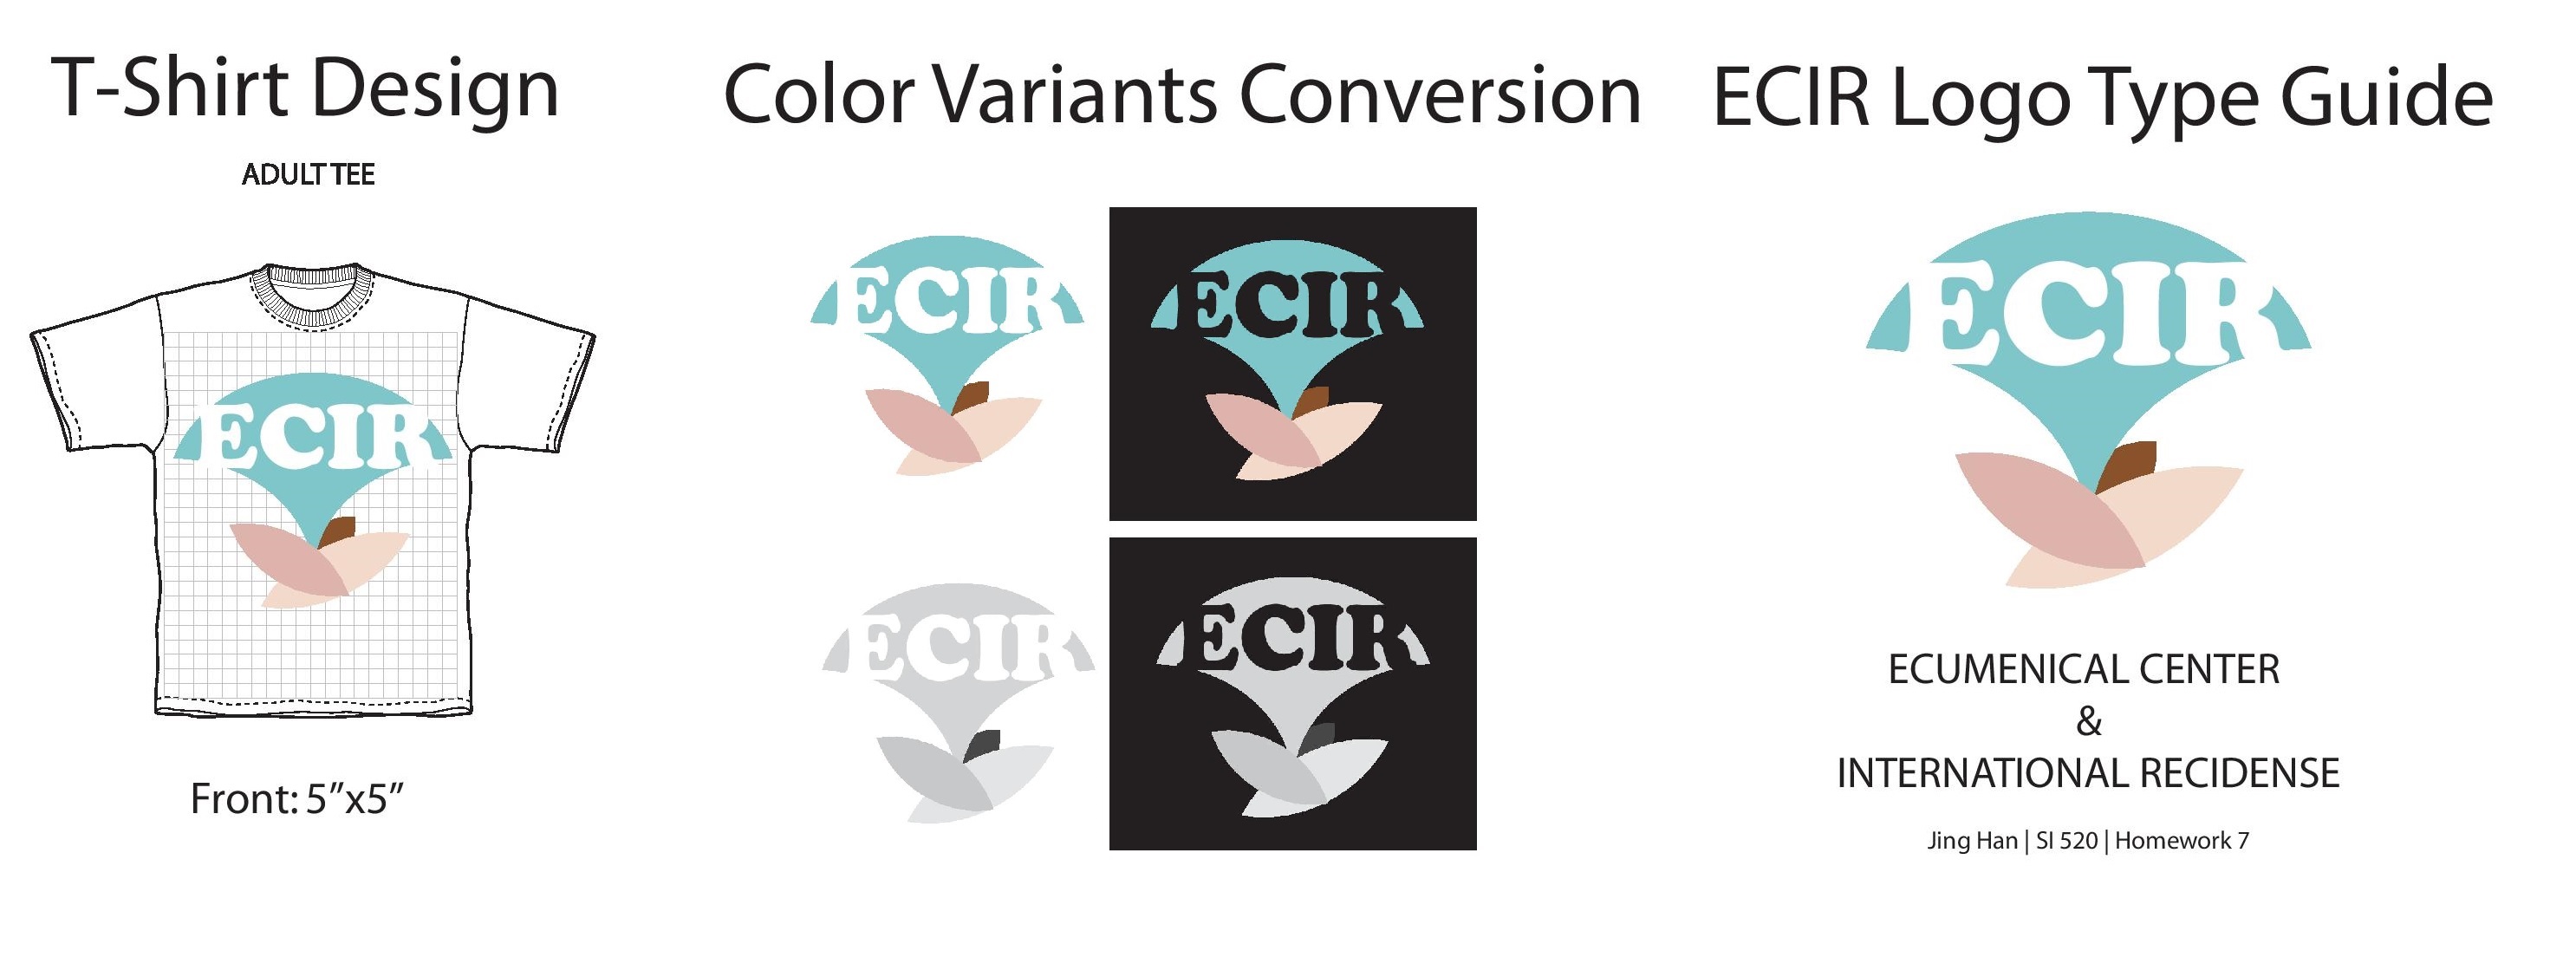 T-Shirt Design
ADULT TEE
ECIR
Front: 5”x5”
Color Variants Conversion
ECIR
ECIR
ECIR
ECIR
ECIR Logo Type Guide
ECIR
ECUMENICAL CENTER
&
INTERNATIONAL RECIDENSE
Jing Han | SI 520 | Homework 7